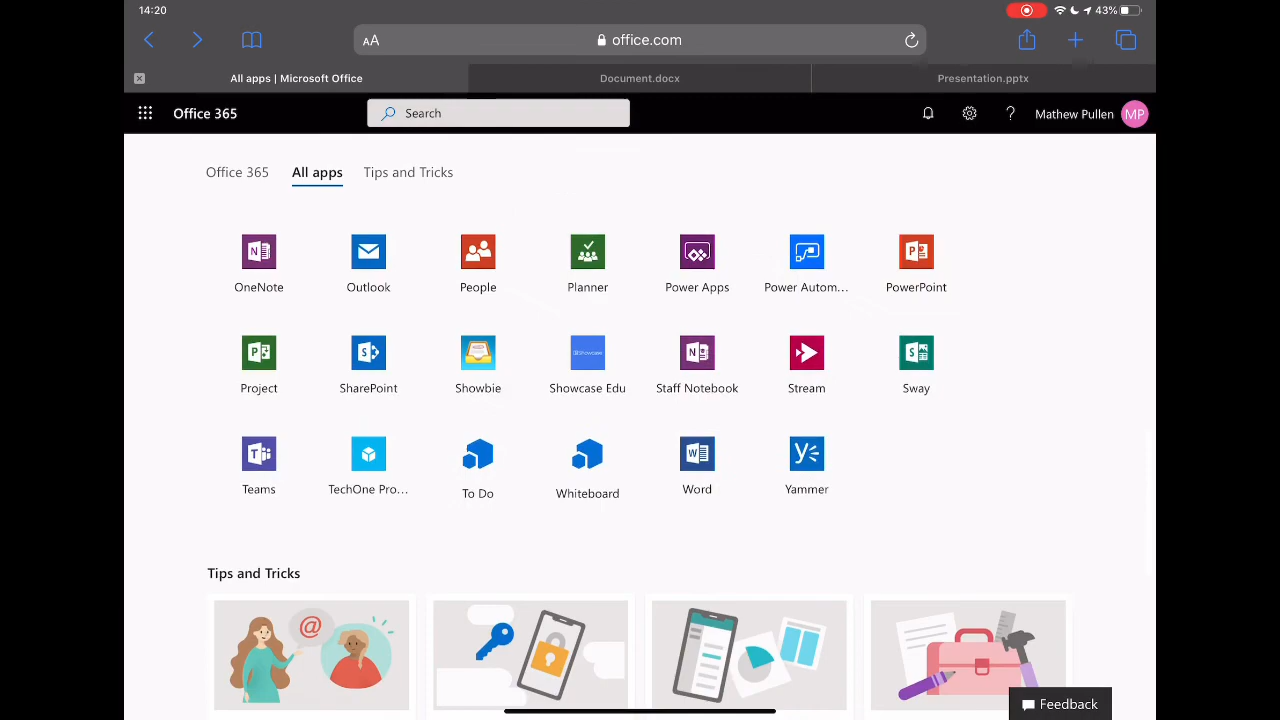 14:20
43%
AA
office.com
All apps | Microsoft Office
Document.docx
Presentation.pptx
Office 365
Search
Mathew Pullen
MP
Office 365
All apps
Tips and Tricks
OneNote
Outlook
People
Planner
Power Apps
Power Autom...
PowerPoint
Project
SharePoint
Showbie
Showcase Edu
Staff Notebook
Stream
Sway
Teams
TechOne Pro...
To Do
Whiteboard
Word
Yammer
Tips and Tricks
@
Feedback